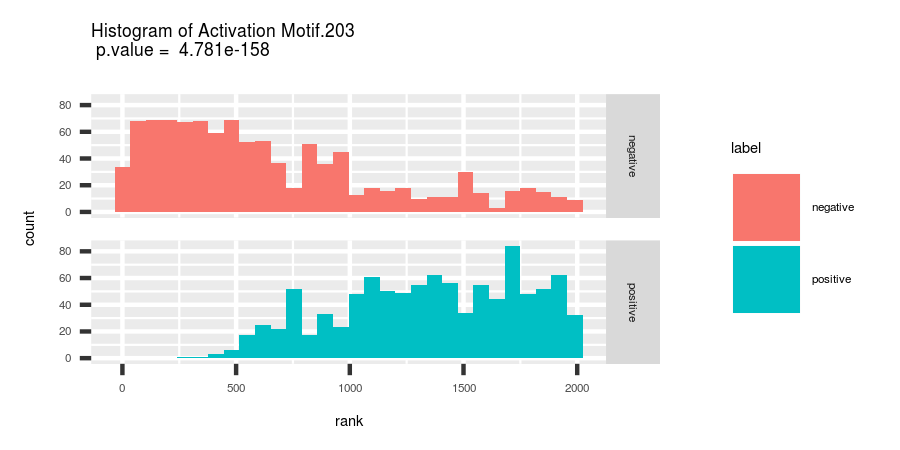 Histogram of Activation Motif.203
p.value = 4.781e-158
80
60
40
20
0
negative
80
60
40
20
0
positive
0 500 1000 1500 2000
rank
count
label
negative
positive